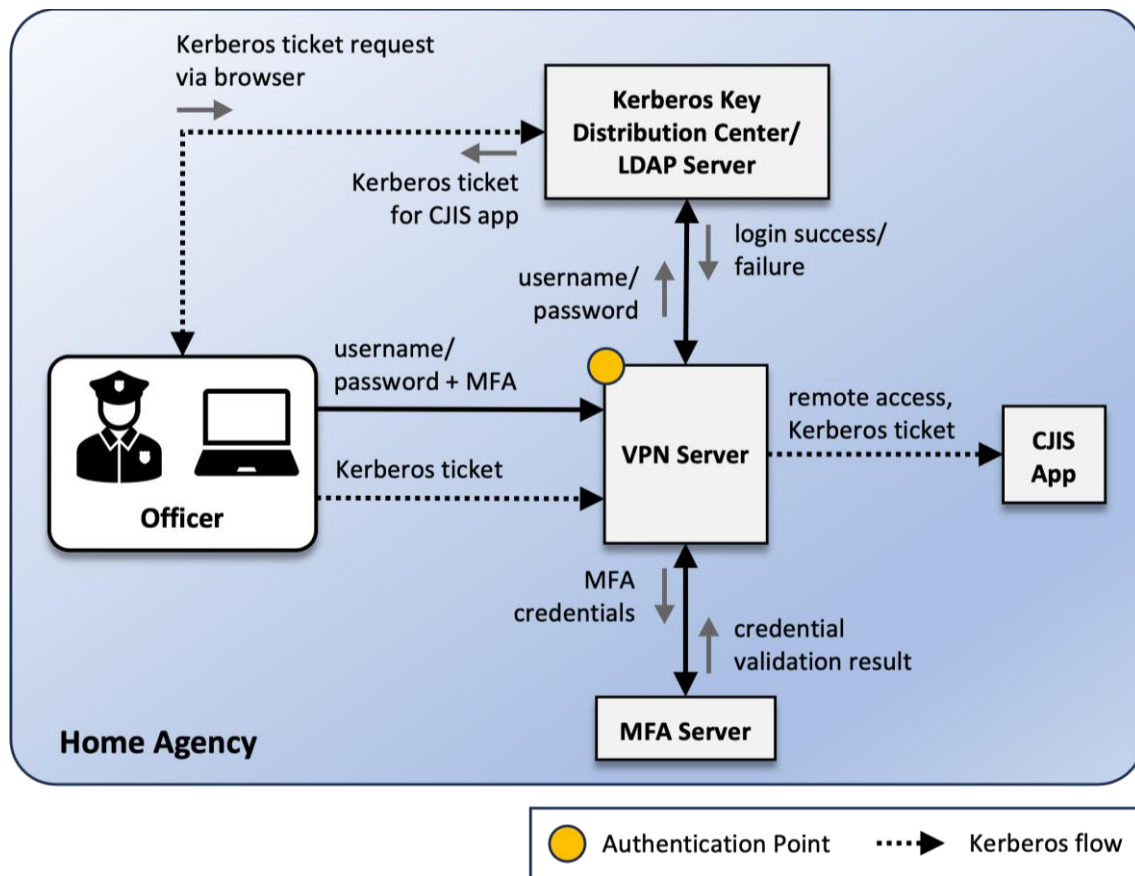 Kerberos ticket request
via browser
Kerberos Key
Distribution Center/
LDAP Server
Kerberos ticket
for CJIS app
login success/
failure
username/
password
username/
password + MFA
remote access,
Kerberos ticket
VPN Server
CJIS
App
Kerberos ticket
Officer
MFA
credentials
credential
validation result
MFA Server
Home Agency
Authentication Point
Kerberos flow